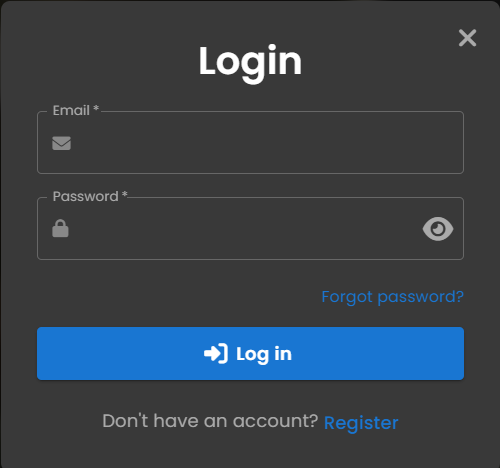 Login
Email *
Password *
Forgot password?
Log in
Don't have an account? Register